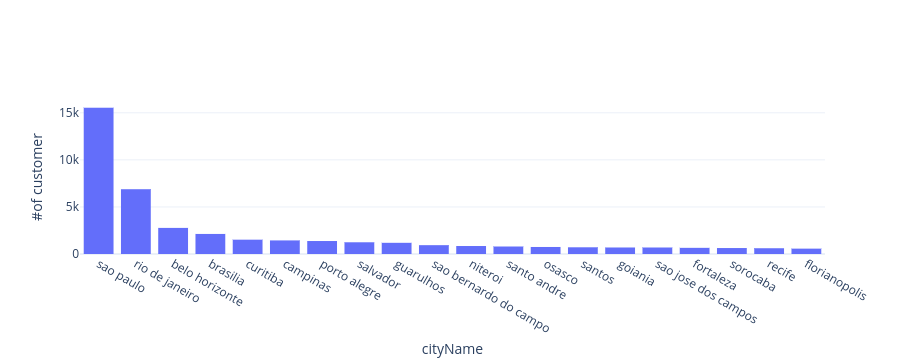 15k
10k
5k
0
#of customer
sao paulo
rio de janeiro
belo horizonte
brasilia
curitiba
campinas
porto alegre
salvador
guarulhos
sao bernardo do campo
niteroi
santo andre
osasco
santos
goiania
sao jose dos campos
fortaleza
sorocaba
recife
florianopolis
cityName